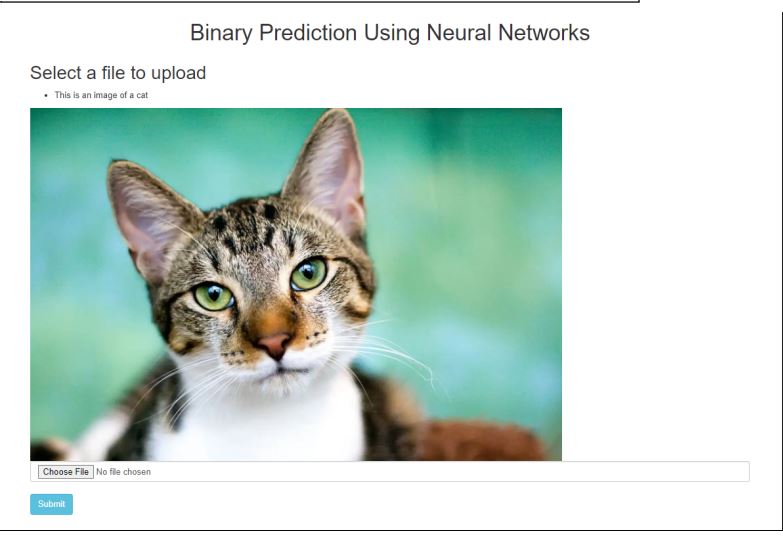 Binary Prediction Using Neural Networks
Select a file to upload
This is an image of a cat
Choose File No file chosen
Submit